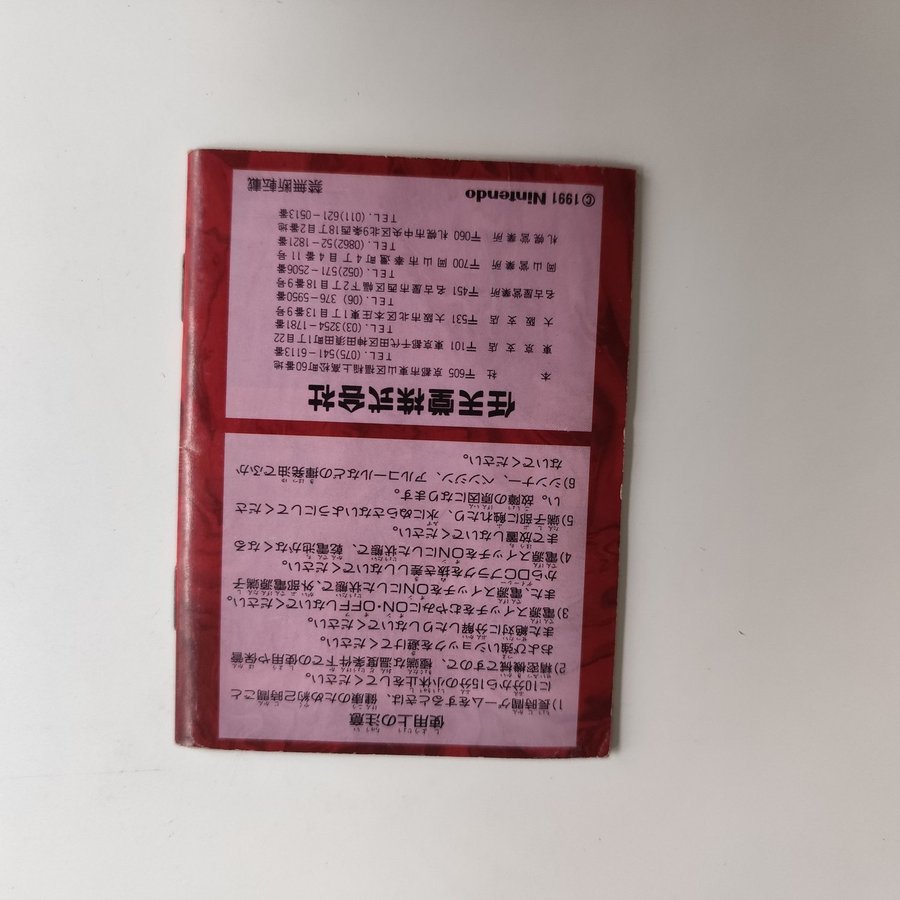 使用上の注意
1)長時間ゲームをするときは、健康のため約2時間ごと
に10分から15分の小休止をしてください。
2)精密機械ですので、極端な温度条件下での使用や保管
および強いショックを避けてください。
また絶対に分解したりしないでください。
3)電源スイッチをむやみにON・OFFしないでください。
また、電源スイッチをONにした状態で、外部電源端子
からDCプラグを抜き差ししないでください。
4)電源スイッチをONにした状態で、乾電池がなくなる
まで放置しないでください。
5)端子部に触れたり、水にぬらさないようにしてくださ
い。故障の原因になります。
6)シンナー、ベンジン、アルコールなどの揮発油でふか
ないでください。
任天堂株式会社
本社 〒605 京都市東山区福稲上高松町60番地
TEL.(075)541-6113番
東京支店 〒101 東京都千代田区神田須田町1丁目22
TEL.(03)3254-1781番
大阪支店 〒531 大阪市北区本庄東1丁目13番9号
TEL.(06)376-5950番
名古屋営業所 〒451 名古屋市西区幅下2丁目18番9号
TEL.(052)571-2506番
岡山営業所 〒700 岡山市奉還町4丁目4番11号
TEL.(0862)52-1821番
札幌営業所 〒060 札幌市中央区北9条西18丁目2番地
TEL.(011)621-0513番
© 1991 Nintendo 禁無断転載